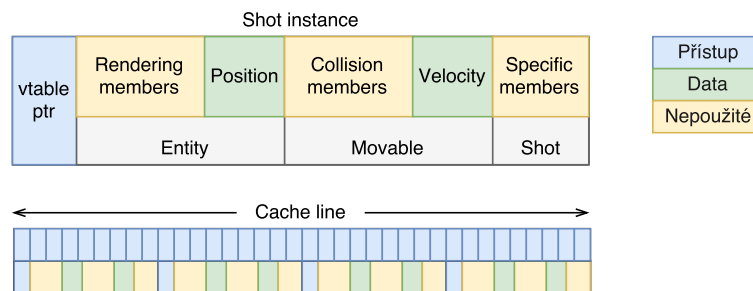 Shot instance
vtable
ptr
Rendering
members
Position
Collision
members
Velocity
Specific
members
Entity
Movable
Shot
Přístup
Data
Nepoužité
Cache line